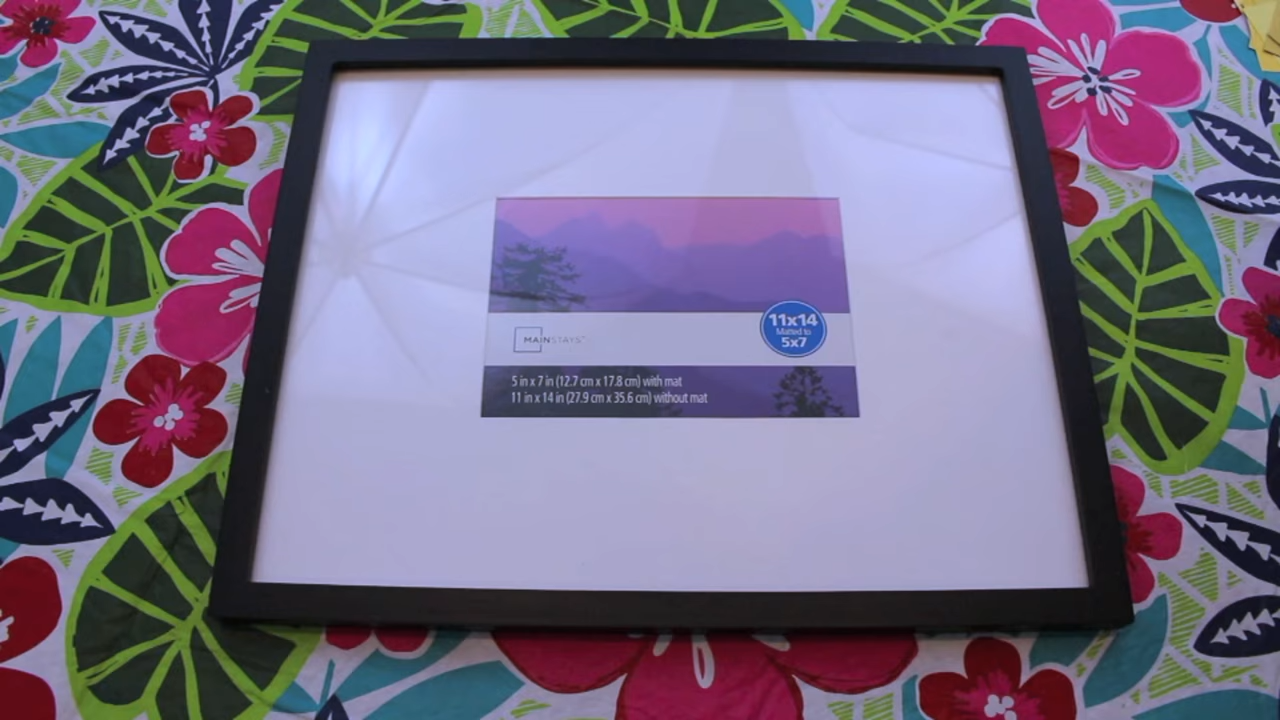 11x14
Matted to
5x7
MAINSTAYS™
5 in x 7 in (12.7 cm x 17.8 cm) with mat
11 in x 14 in (27.9 cm x 35.6 cm) without mat